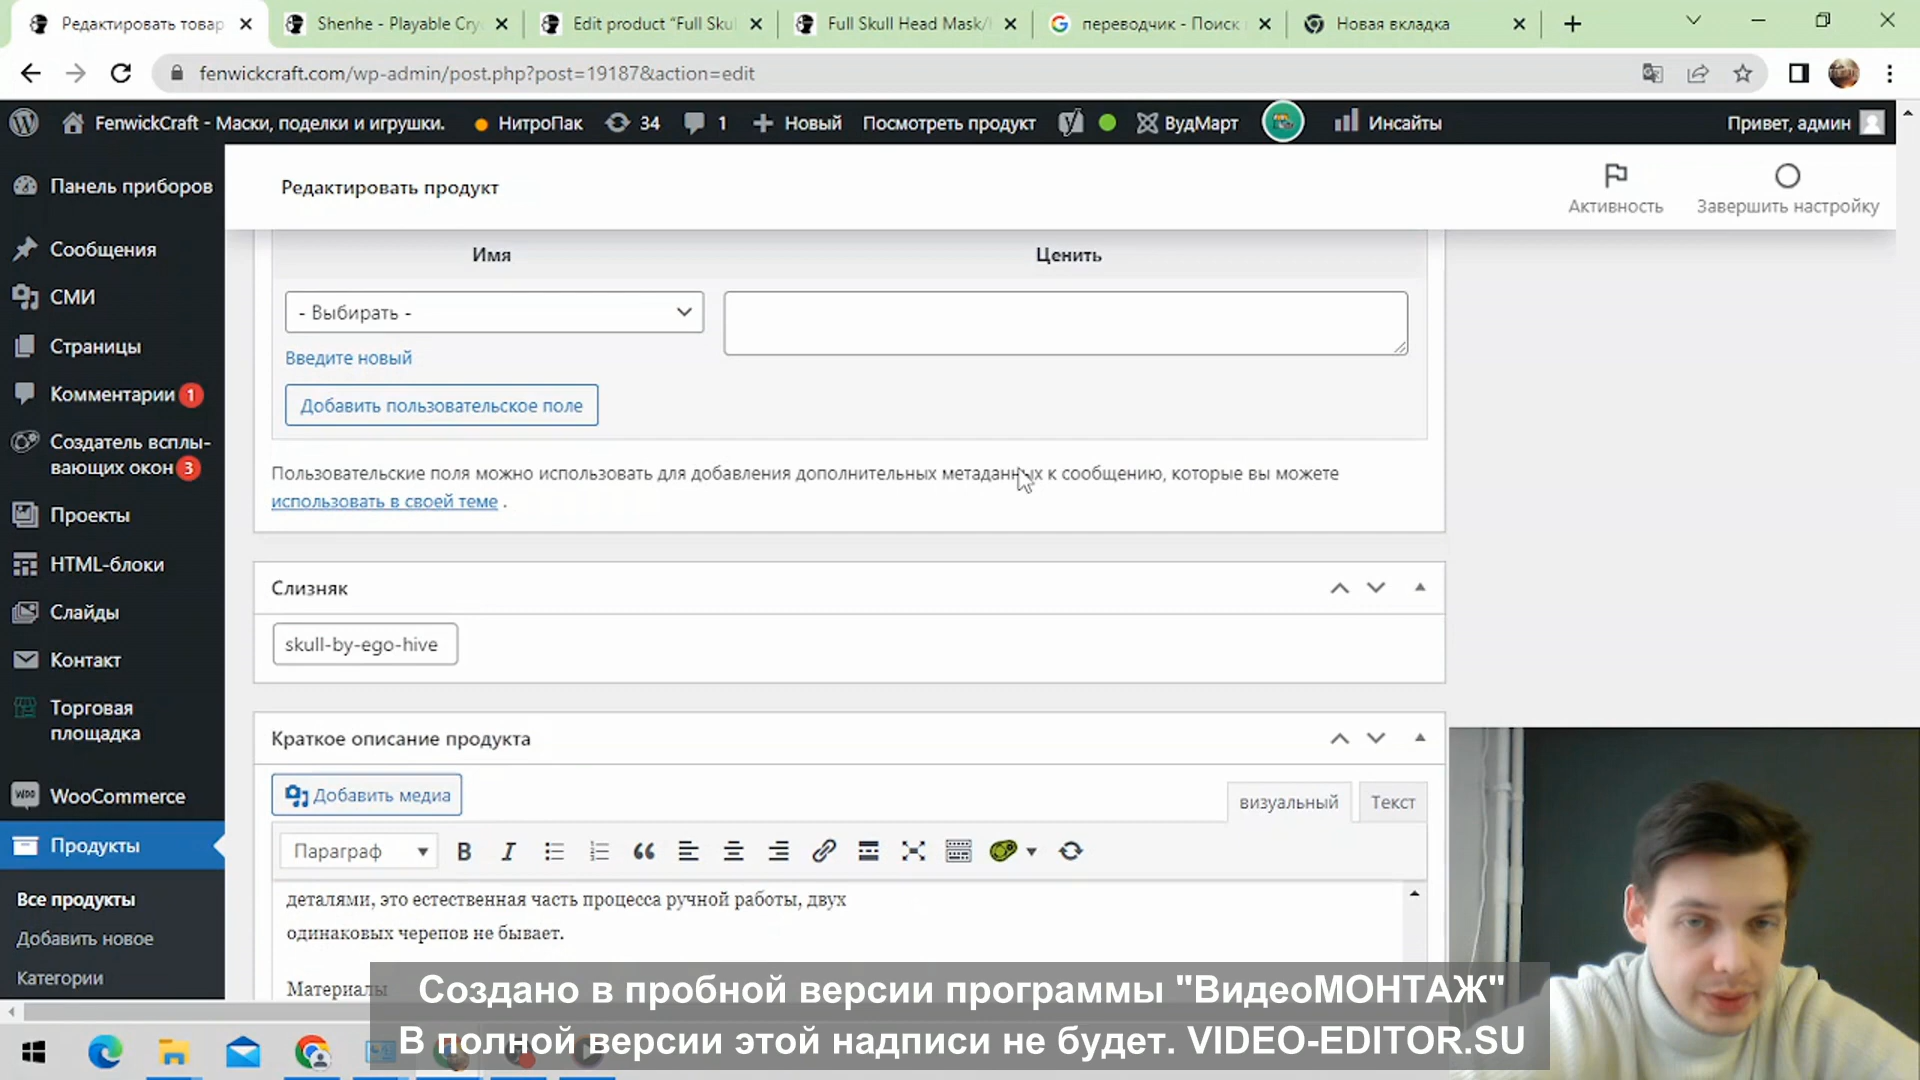 Редактировать товар
Shenhe - Playable Cry
Edit product “Full Skul
Full Skull Head Mask/
переводчик - Поиск
Новая вкладка
fenwickcraft.com/wp-admin/post.php?post=19187&action=edit
FenwickCraft - Маски, поделки и игрушки.
НитроПак
34
1
Новый
Посмотреть продукт
ВудМарт
Инсайты
Привет, админ
Панель приборов
Сообщения
СМИ
Страницы
Комментарии 1
Создатель всплы-
вающих окон 3
Проекты
HTML-блоки
Слайды
Контакт
Торговая
площадка
WooCommerce
Продукты
Все продукты
Добавить новое
Категории
Редактировать продукт
Активность
Завершить настройку
Имя
Ценить
- Выбирать -
Введите новый
Добавить пользовательское поле
Пользовательские поля можно использовать для добавления дополнительных метаданных к сообщению, которые вы можете
использовать в своей теме .
Слизняк
skull-by-ego-hive
Краткое описание продукта
Добавить медиа
визуальный
Текст
Параграф
деталями, это естественная часть процесса ручной работы, двух
одинаковых черепов не бывает.
Материалы
Создано в пробной версии программы "ВидеоМОНТАЖ"
В полной версии этой надписи не будет. VIDEO-EDITOR.SU